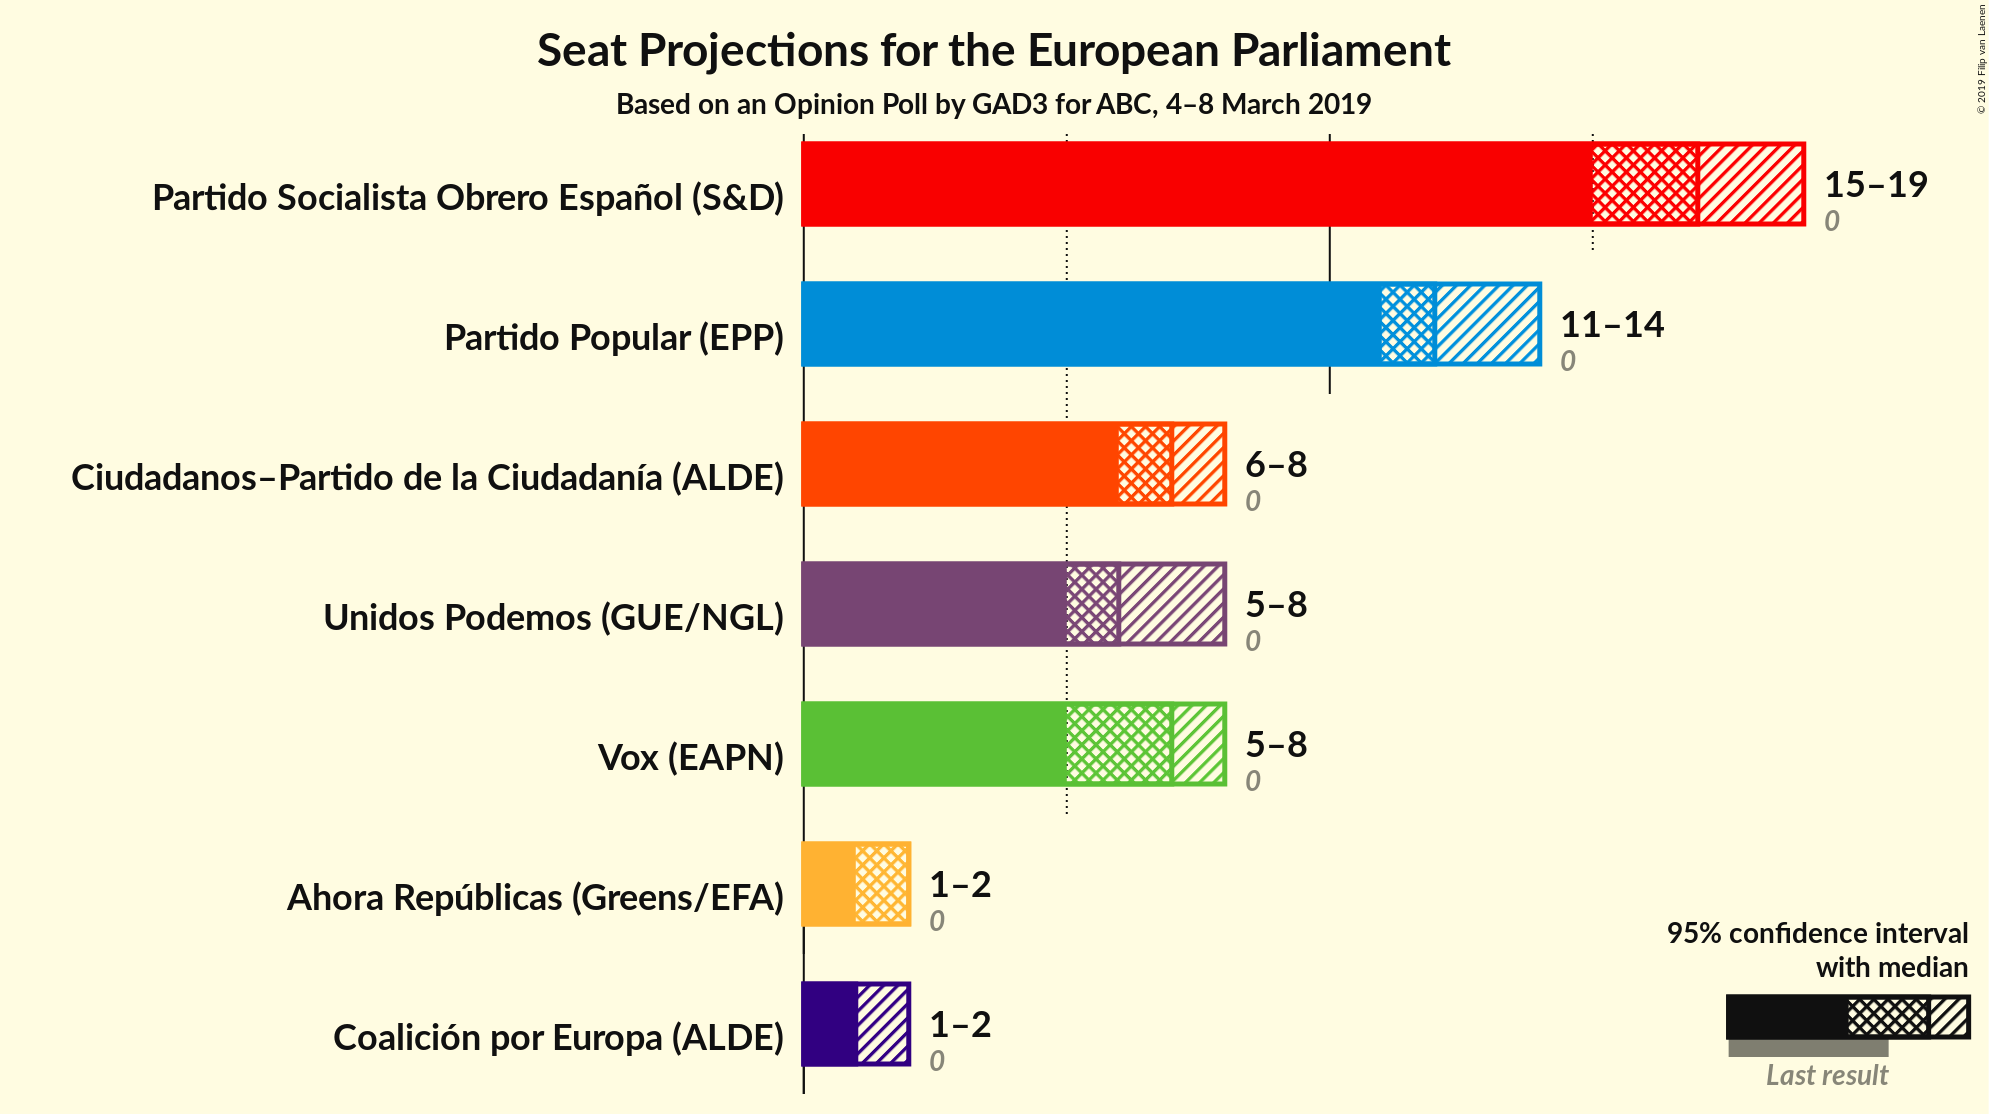 Seat Projections for the European Parliament
Based on an Opinion Poll by GAD3 for ABC, 4–8 March 2019
© 2019 Filip van Laenen
Partido Socialista Obrero Español (S&D)
15–19
0
Partido Popular (EPP)
11–14
0
Ciudadanos–Partido de la Ciudadanía (ALDE)
6–8
0
Unidos Podemos (GUE/NGL)
5–8
0
Vox (EAPN)
5–8
0
Ahora Repúblicas (Greens/EFA)
1–2
0
Coalición por Europa (ALDE)
1–2
0
95% confidence interval
with median
Last result